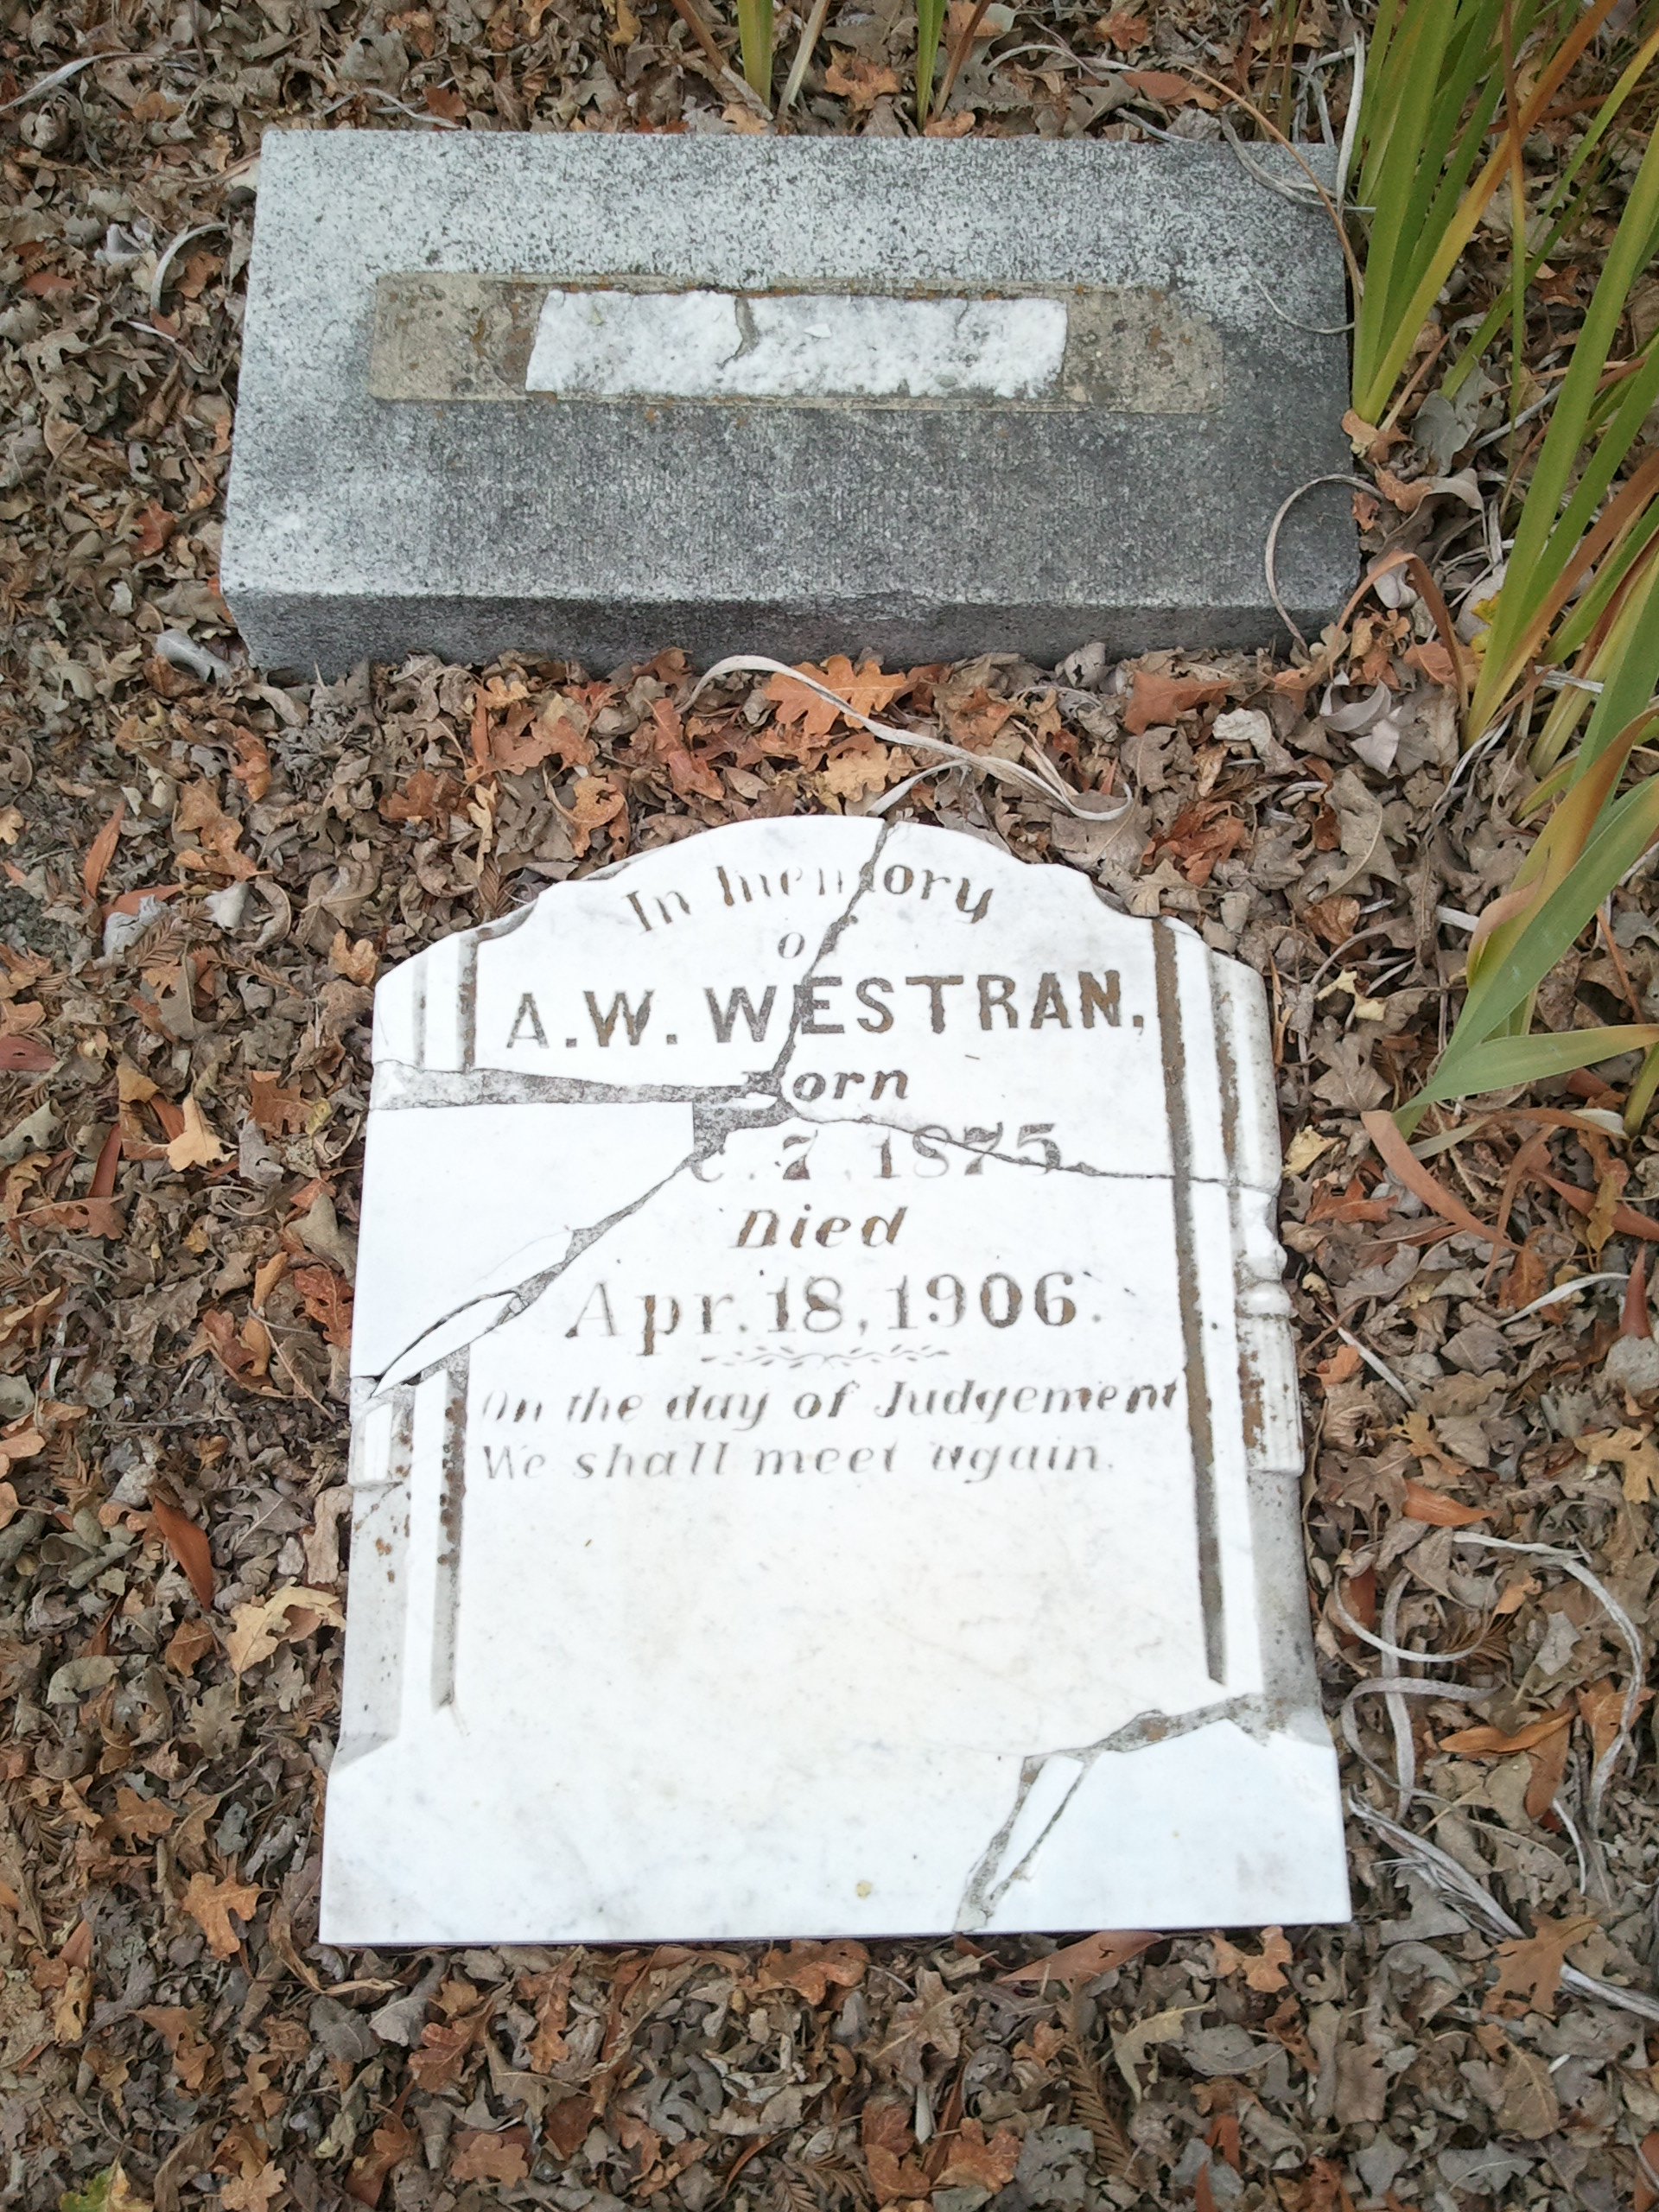 In memory
of
A.W. WESTRAN,
Born
7, 1875.
Died
Apr. 18, 1906.
On the day of Judgement
We shall meet again.